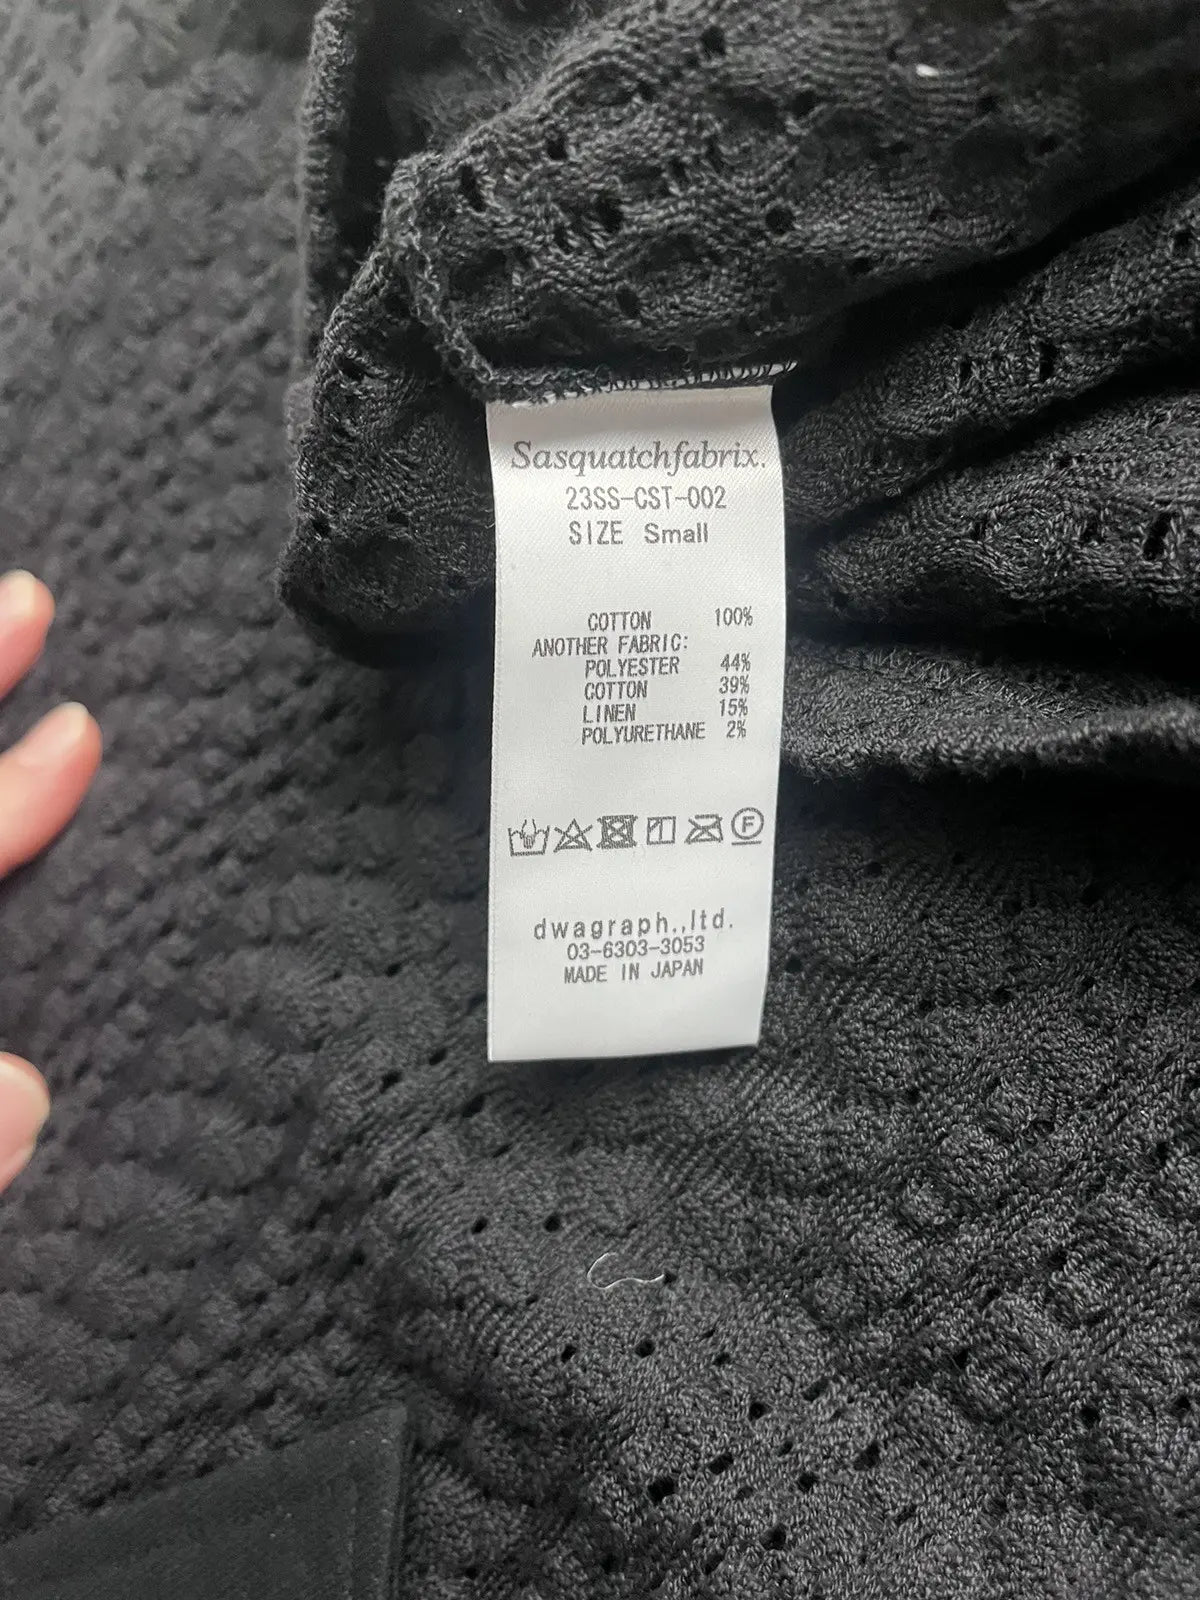 Sasquatchfabrix.
23SS-CST-002
SIZE Small
COTTON 100%
ANOTHER FABRIC:
POLYESTER 44%
COTTON 39%
LINEN 15%
POLYURETHANE 2%
F
dwagraph.,ltd.
03-6303-3053
MADE IN JAPAN